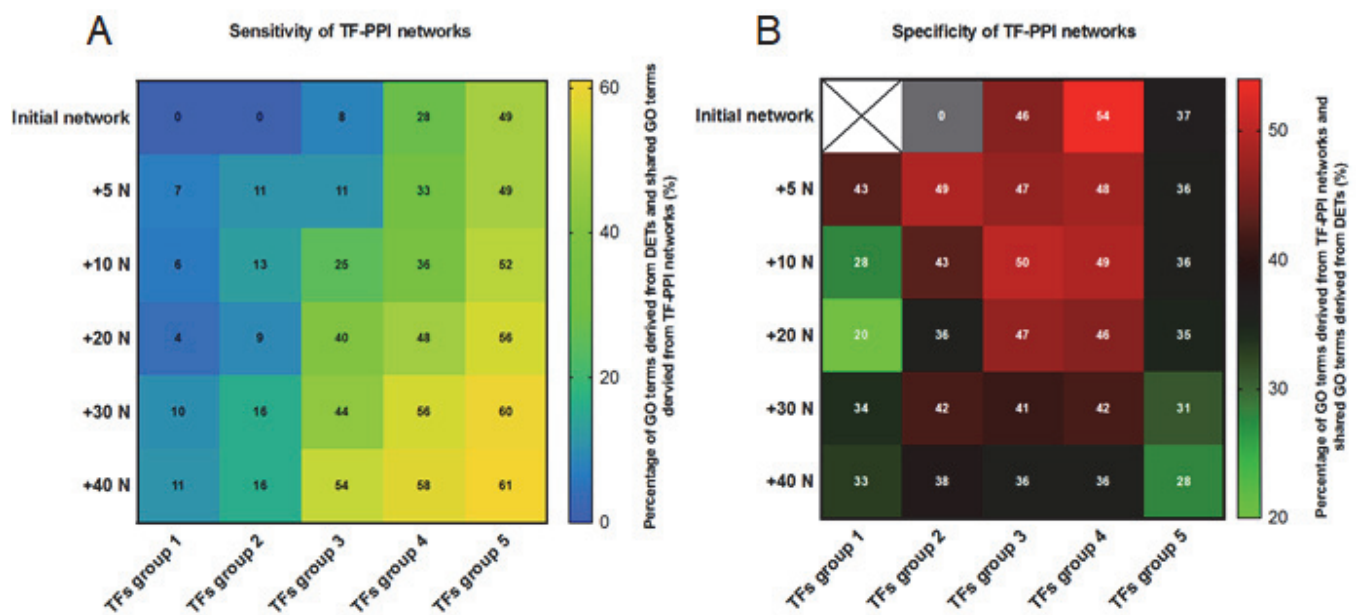 A
Sensitivity of TF-PPI networks
Initial network 0 0 8 28 49
+5 N 7 11 11 33 49
+10 N 6 13 25 36 52
+20 N 4 9 40 48 56
+30 N 10 16 44 56 60
+40 N 11 16 54 58 61
TFs group 1
TFs group 2
TFs group 3
TFs group 4
TFs group 5
60
40
20
0
Percentage of GO terms derived from DETs and shared GO terms
dervied from TF-PPI networks (%)
B
Specificity of TF-PPI networks
Initial network 0 46 54 37
+5 N 43 49 47 48 36
+10 N 28 43 50 49 36
+20 N 20 36 47 46 35
+30 N 34 42 41 42 31
+40 N 33 38 36 36 28
TFs group 1
TFs group 2
TFs group 3
TFs group 4
TFs group 5
50
40
30
20
Percentage of GO terms derived from TF-PPI networks and
shared GO terms derived from DETs (%)